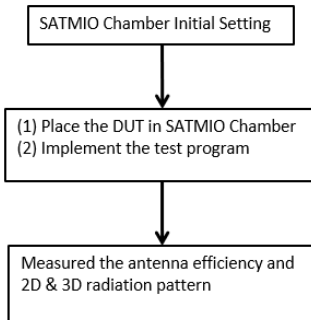 SATMIO Chamber Initial Setting
(1) Place the DUT in SATMIO Chamber
(2) Implement the test program
Measured the antenna efficiency and
2D & 3D radiation pattern